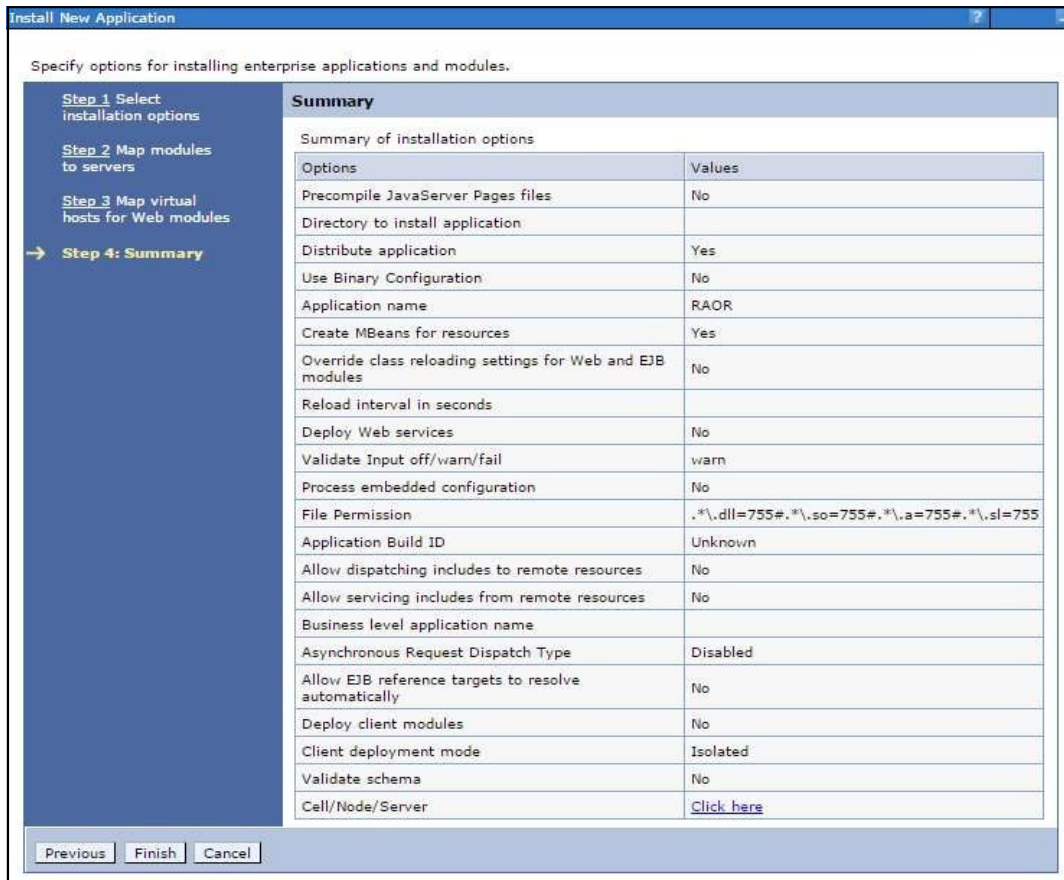 Install New Application ?
Specify options for installing enterprise applications and modules.
Step 1 Select
installation options
Step 2 Map modules
to servers
Step 3 Map virtual
hosts for Web modules
Step 4: Summary
Summary
Summary of installation options
Options Values
Precompile JavaServer Pages files No
Directory to install application
Distribute application Yes
Use Binary Configuration No
Application name RAOR
Create MBeans for resources Yes
Override class reloading settings for Web and EJB
modules No
Reload interval in seconds
Deploy Web services No
Validate Input off/warn/fail warn
Process embedded configuration No
File Permission .*\.dll=755#.*\.so=755#.*\.a=755#.*\.sl=755
Application Build ID Unknown
Allow dispatching includes to remote resources No
Allow servicing includes from remote resources No
Business level application name
Asynchronous Request Dispatch Type Disabled
Allow EJB reference targets to resolve
automatically No
Deploy client modules No
Client deployment mode Isolated
Validate schema No
Cell/Node/Server Click here
Previous Finish Cancel